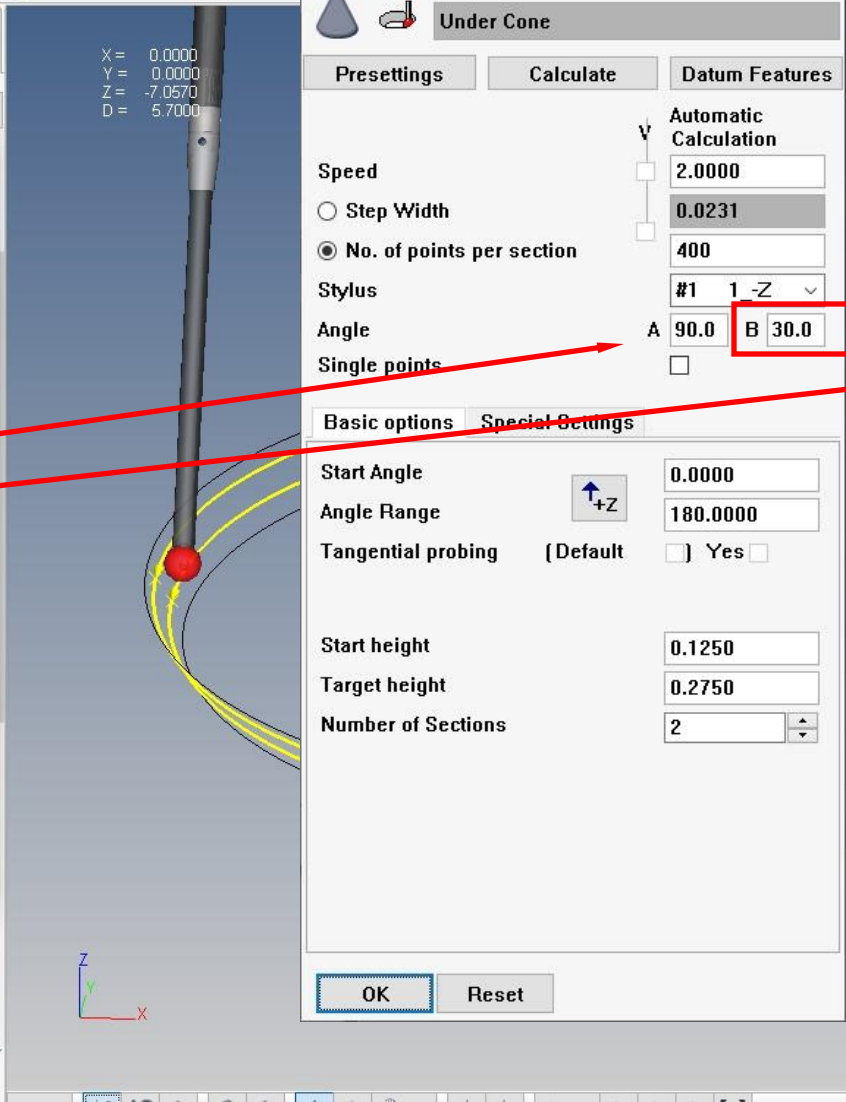 Under Cone
X = 0.0000
Y = 0.0000
Z = -7.0570
D = 5.7000
Presettings Calculate Datum Features
V Automatic Calculation
Speed 2.0000
Step Width 0.0231
No. of points per section 400
Stylus #1 1_-Z
Angle A 90.0 B 30.0
Single points
Basic options Special Settings
Start Angle 0.0000
+Z
Angle Range 180.0000
Tangential probing (Default ) Yes
Start height 0.1250
Target height 0.2750
Number of Sections 2
Z
Y
X
OK Reset